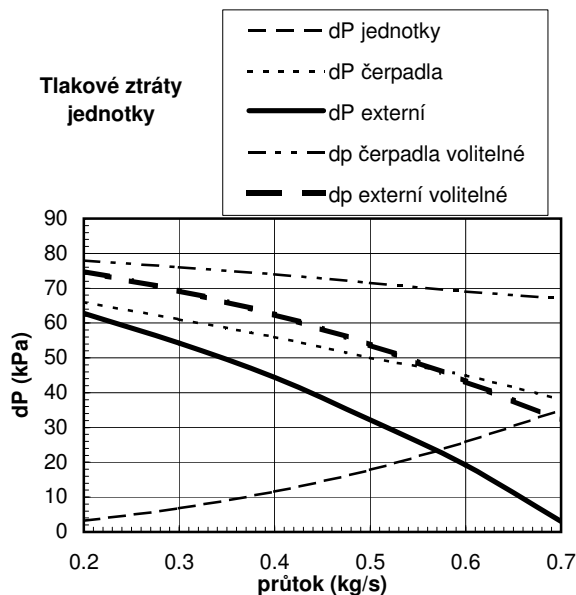 dP jednotky
dP čerpadla
dP externí
dp čerpadla volitelné
dp externí volitelné
Tlakové ztráty
jednotky
90
80
70
60
50
40
30
20
10
0
dP (kPa)
0.2 0.3 0.4 0.5 0.6 0.7
průtok (kg/s)